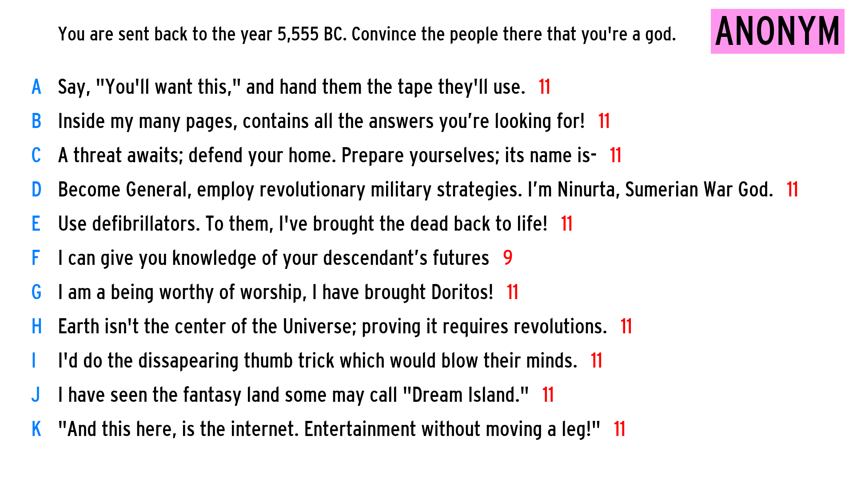 You are sent back to the year 5,555 BC. Convince the people there that you're a god. ANONYM
A Say, "You'll want this," and hand them the tape they'll use. 11
B Inside my many pages, contains all the answers you’re looking for! 11
C A threat awaits; defend your home. Prepare yourselves; its name is- 11
D Become General, employ revolutionary military strategies. I’m Ninurta, Sumerian War God. 11
E Use defibrillators. To them, I've brought the dead back to life! 11
F I can give you knowledge of your descendant’s futures 9
G I am a being worthy of worship, I have brought Doritos! 11
H Earth isn't the center of the Universe; proving it requires revolutions. 11
I I'd do the dissapearing thumb trick which would blow their minds. 11
J I have seen the fantasy land some may call "Dream Island." 11
K "And this here, is the internet. Entertainment without moving a leg!" 11